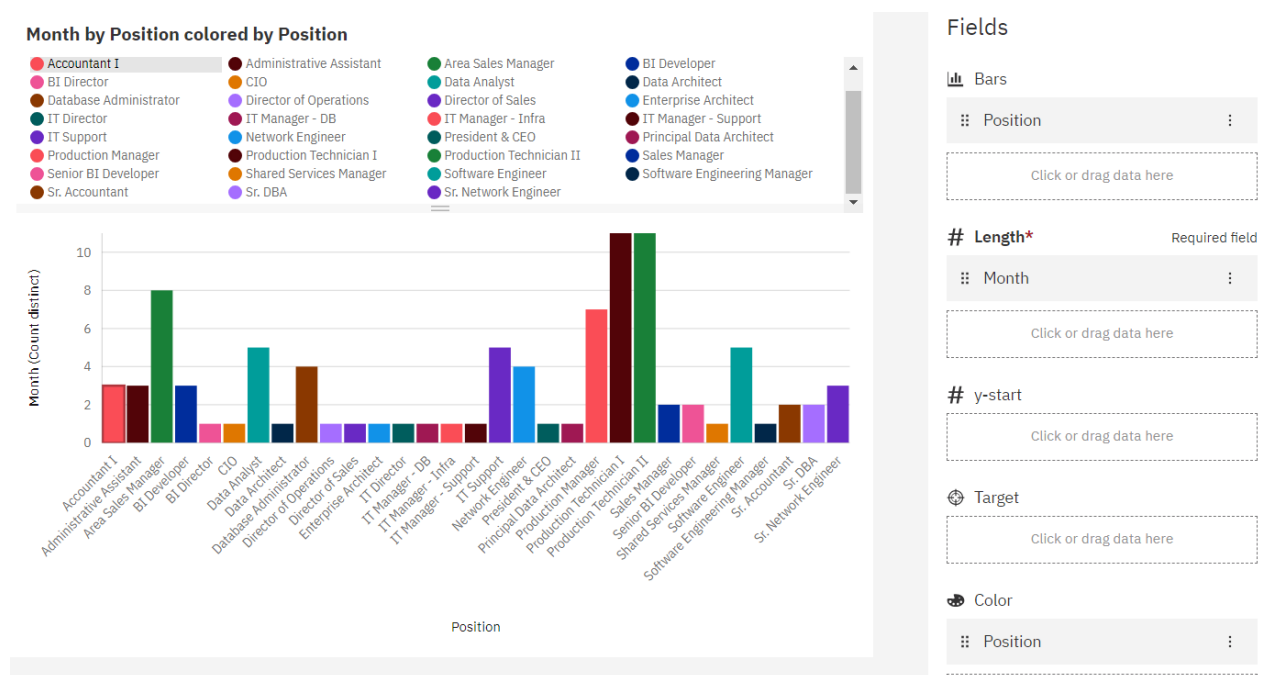 Month by Position colored by Position
Accountant I Administrative Assistant Area Sales Manager BI Developer
BI Director CIO Data Analyst Data Architect
Database Administrator Director of Operations Director of Sales Enterprise Architect
IT Director IT Manager - DB IT Manager - Infra IT Manager - Support
IT Support Network Engineer President & CEO Principal Data Architect
Production Manager Production Technician I Production Technician II Sales Manager
Senior BI Developer Shared Services Manager Software Engineer Software Engineering Manager
Sr. Accountant Sr. DBA Sr. Network Engineer
Month (Count distinct)
10
8
6
4
2
0
Accountant I
Administrative Assistant
Area Sales Manager
BI Developer
BI Director
CIO
Data Analyst
Data Architect
Database Administrator
Director of Operations
Director of Sales
Enterprise Architect
IT Director
IT Manager - DB
IT Manager - Infra
IT Manager - Support
IT Support
Network Engineer
President & CEO
Principal Data Architect
Production Manager
Production Technician I
Production Technician II
Sales Manager
Senior BI Developer
Shared Services Manager
Software Engineer
Software Engineering Manager
Sr. Accountant
Sr. DBA
Sr. Network Engineer
Position
Fields
Bars
Position
Click or drag data here
# Length* Required field
Month
Click or drag data here
# y-start
Click or drag data here
Target
Click or drag data here
Color
Position